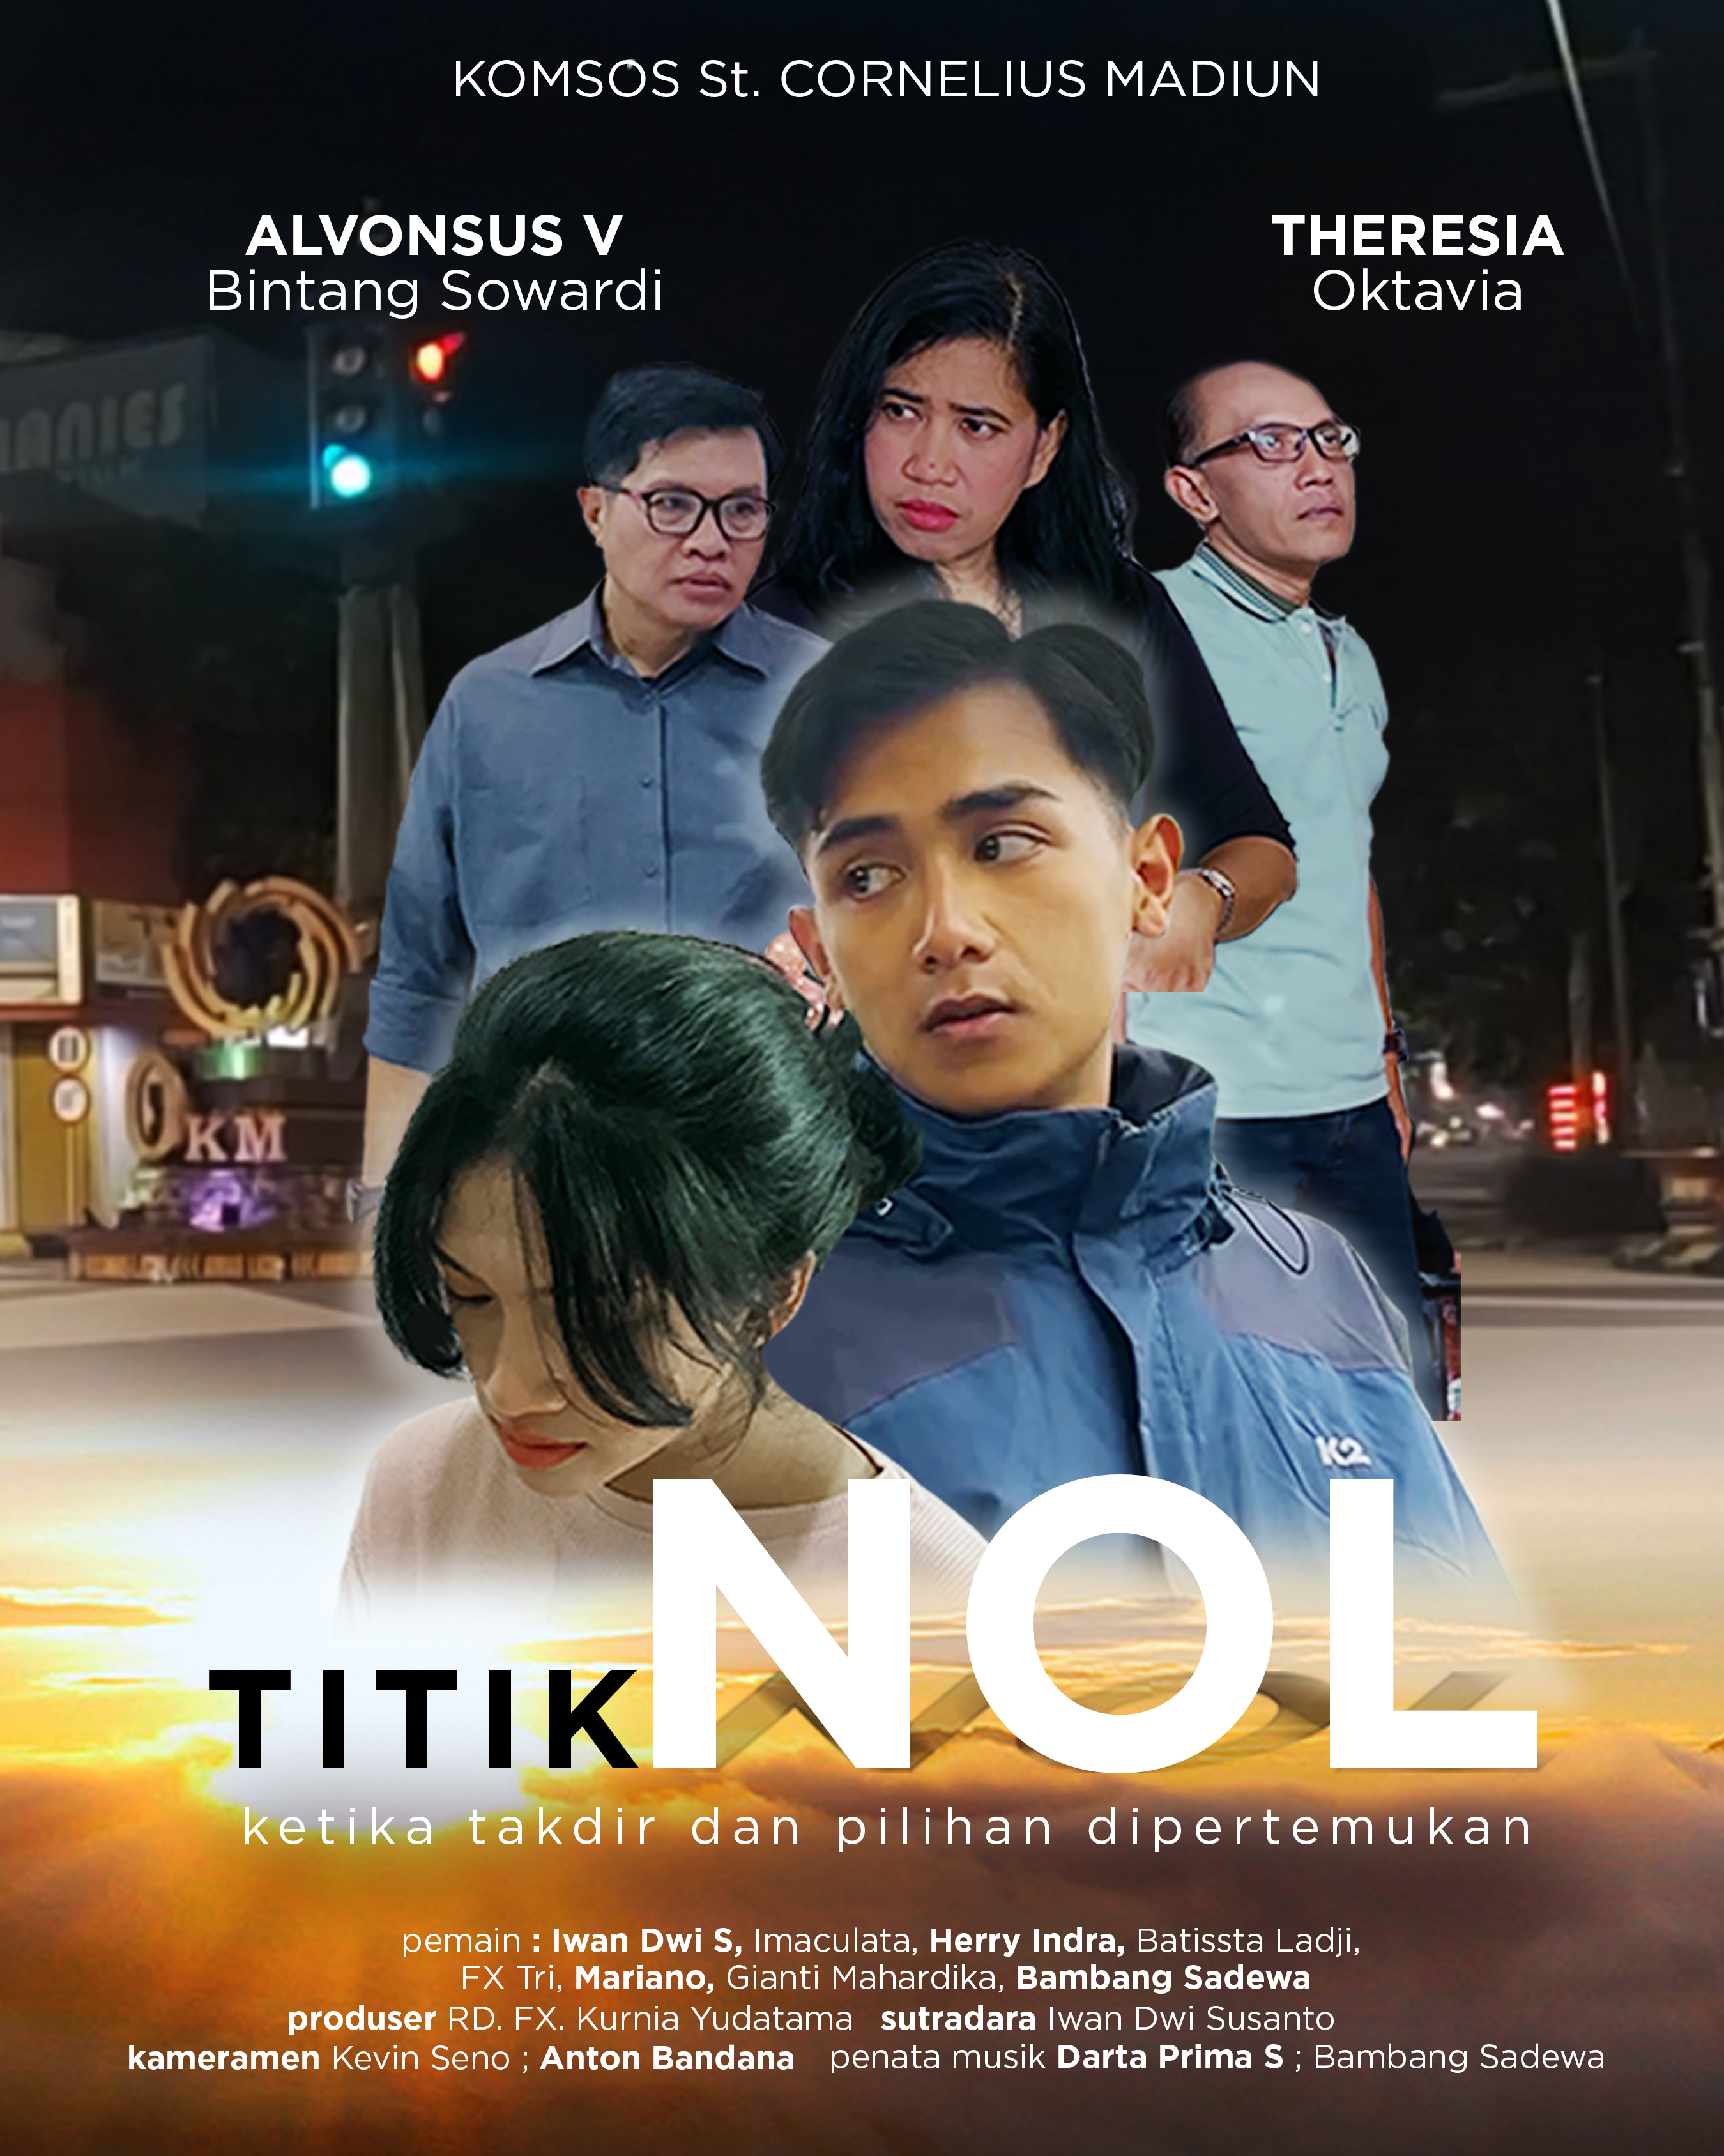 KOMSOS St. CORNELIUS MADIUN
ALVONSUS V
Bintang Sowardi
THERESIA
Oktavia
ANIES
KM
K2
TITIK NOL
ketika takdir dan pilihan dipertemukan
pemain : Iwan Dwi S, Imaculata, Herry Indra, Batissta Ladji,
FX Tri, Mariano, Gianti Mahardika, Bambang Sadewa
produser RD. FX. Kurnia Yudatama sutradara Iwan Dwi Susanto
kameramen Kevin Seno ; Anton Bandana penata musik Darta Prima S ; Bambang Sadewa